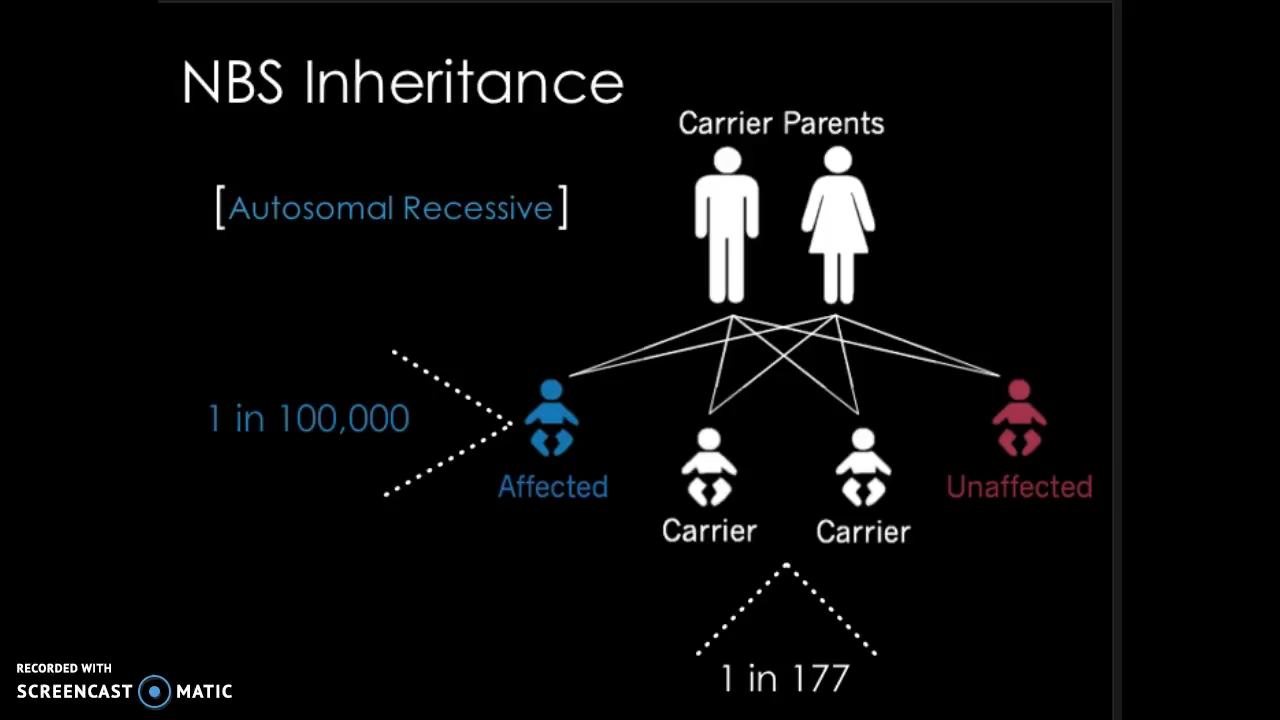 NBS Inheritance
Carrier Parents
[Autosomal Recessive]
1 in 100,000
Affected
Unaffected
Carrier
Carrier
1 in 177
RECORDED WITH
SCREENCAST MATIC